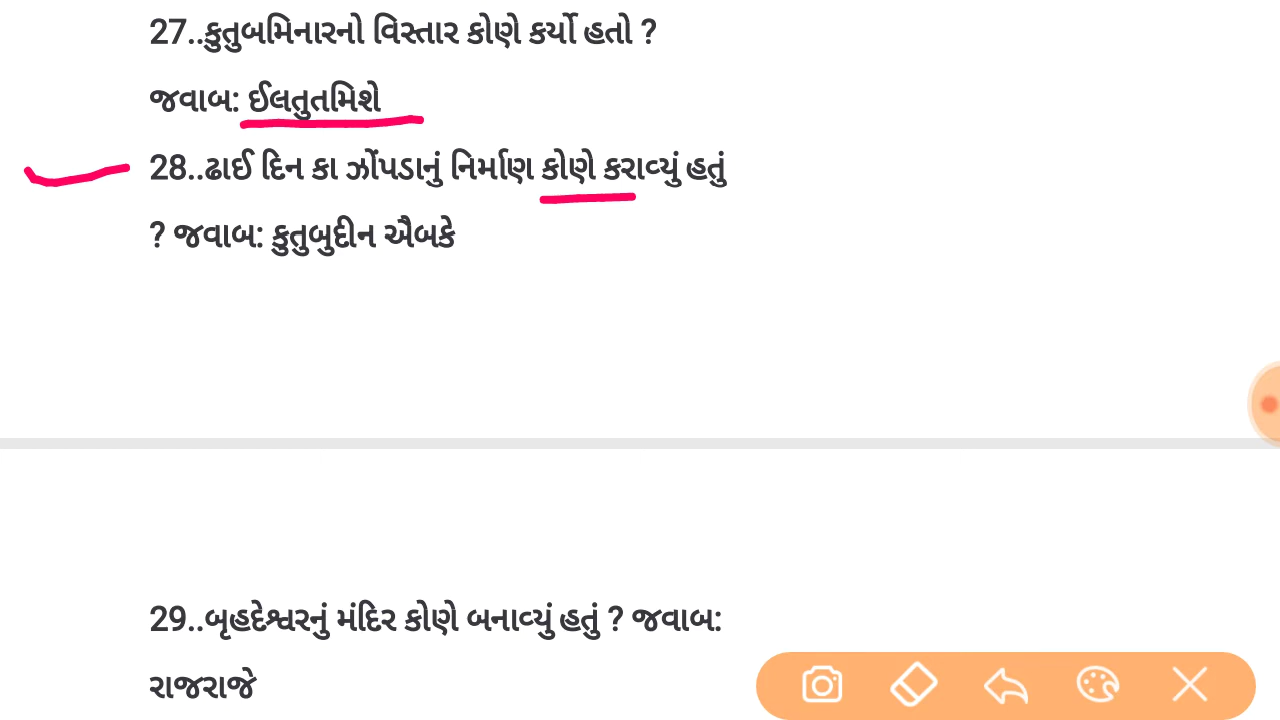 27..કુતુબમિનારનો વિસ્તાર કોણે કર્યો હતો ?
જવાબ: ઈલતુતમિશે
28..ઢાઈ દિન કા ઝોંપડાનું નિર્માણ કોણે કરાવ્યું હતું
? જવાબ: કુતુબુદીન ઐબકે
29..બૃહદેશ્વરનું મંદિર કોણે બનાવ્યું હતું ? જવાબ:
રાજરાજે